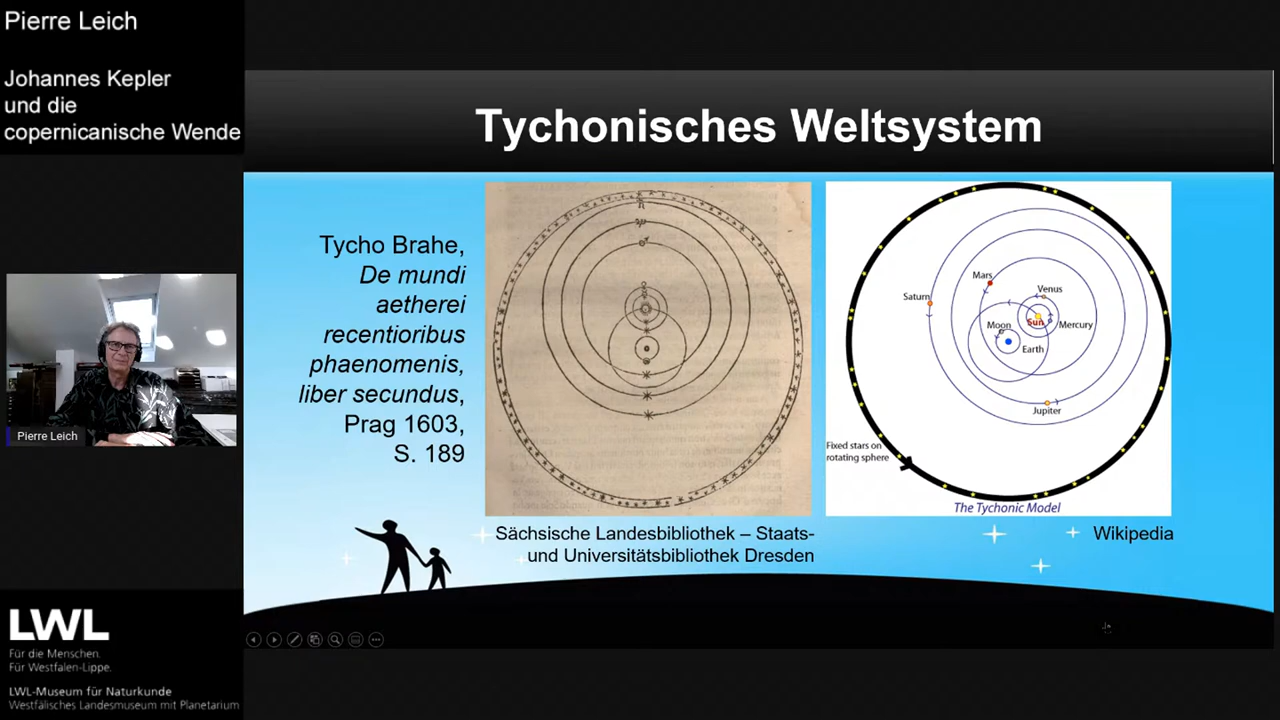 Pierre Leich
Johannes Kepler
und die
copernicanische Wende
Tychonisches Weltsystem
Tycho Brahe,
De mundi
aetherei
recentioribus
phaenomenis,
liber secundus,
Prag 1603,
S. 189
Mars
Saturn
Venus
Moon
Sun
Mercury
Earth
Jupiter
Fixed stars on
rotating sphere
The Tychonic Model
Sächsische Landesbibliothek – Staats-
und Universitätsbibliothek Dresden
Wikipedia
Pierre Leich
LWL
Für die Menschen.
Für Westfalen-Lippe.
LWL-Museum für Naturkunde
Westfälisches Landesmuseum mit Planetarium